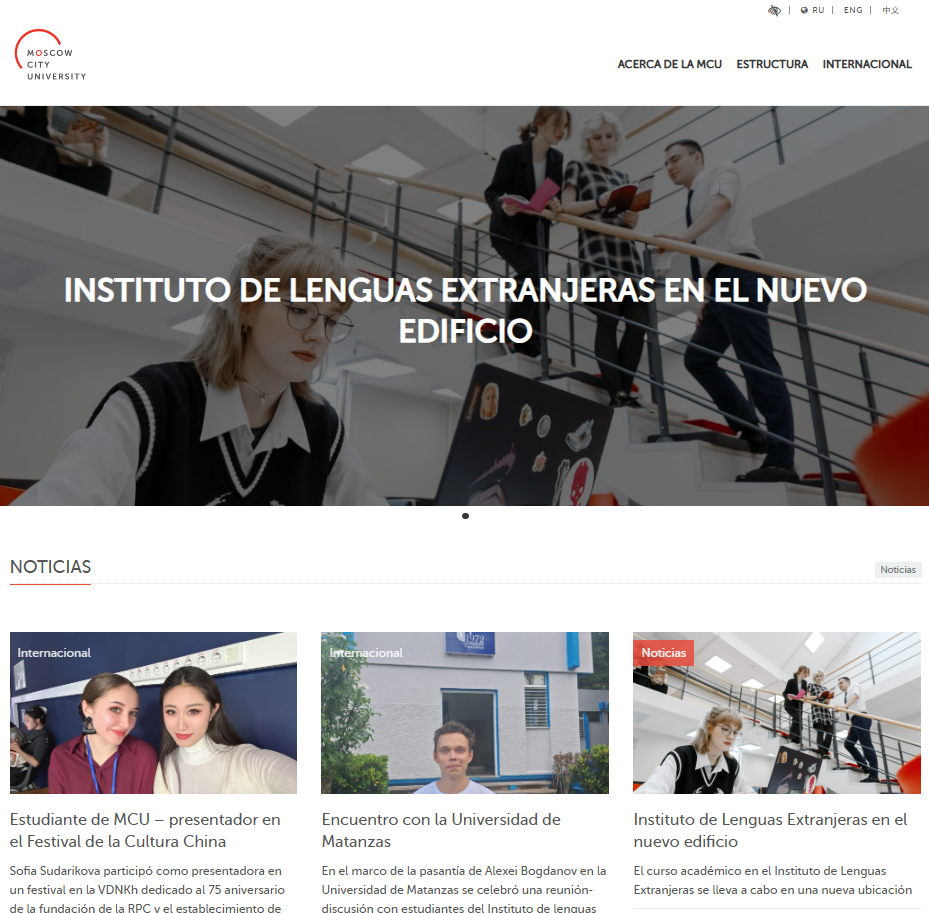 RU | ENG | 中文
MOSCOW
CITY
UNIVERSITY
ACERCA DE LA MCU ESTRUCTURA INTERNACIONAL
INSTITUTO DE LENGUAS EXTRANJERAS EN EL NUEVO
EDIFICIO
NOTICIAS
Noticias
Internacional
Estudiante de MCU – presentador en
el Festival de la Cultura China
Sofia Sudarikova participó como presentadora en
un festival en la VDNKh dedicado al 75 aniversario
de la fundación de la RPC y el establecimiento de
Internacional
1972
Encuentro con la Universidad de
Matanzas
En el marco de la pasantía de Alexei Bogdanov en la
Universidad de Matanzas se celebró una reunión-
discusión con estudiantes del Instituto de lenguas
Noticias
Instituto de Lenguas Extranjeras en el
nuevo edificio
El curso académico en el Instituto de Lenguas
Extranjeras se lleva a cabo en una nueva ubicación